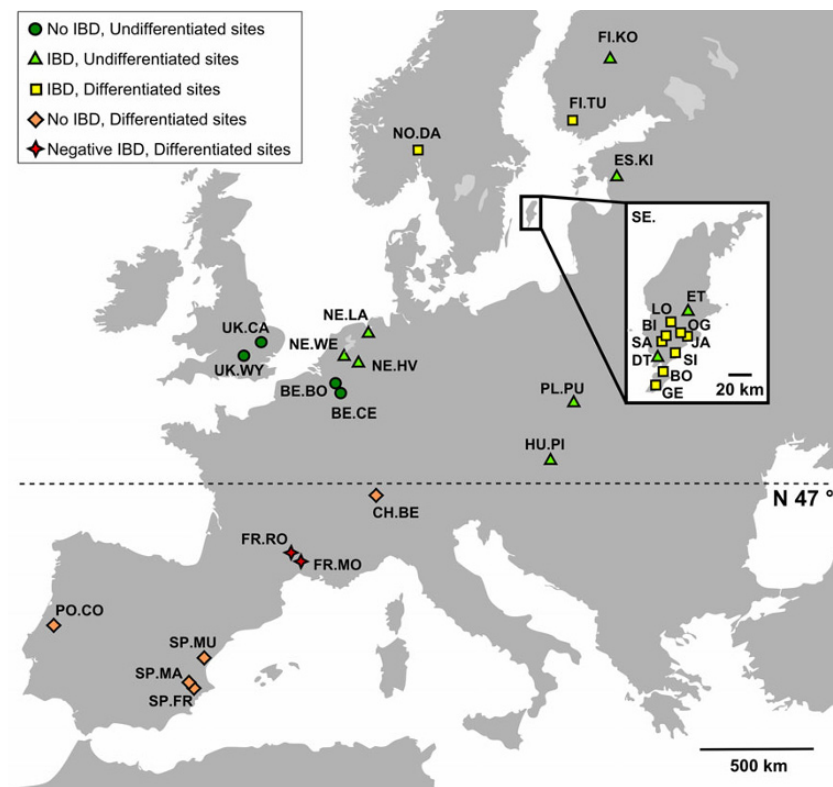 No IBD, Undifferentiated sites
IBD, Undifferentiated sites
IBD, Differentiated sites
No IBD, Differentiated sites
Negative IBD, Differentiated sites
FI.KO
FI.TU
NO.DA
ES.KI
SE.
ET
LO
BI
OG
SA
JA
DT
SI
BO
GE
20 km
NE.LA
UK.CA
NE.WE
UK.WY
NE.HV
BE.BO
BE.CE
PL.PU
HU.PI
N 47 °
CH.BE
FR.RO
FR.MO
PO.CO
SP.MU
SP.MA
SP.FR
500 km